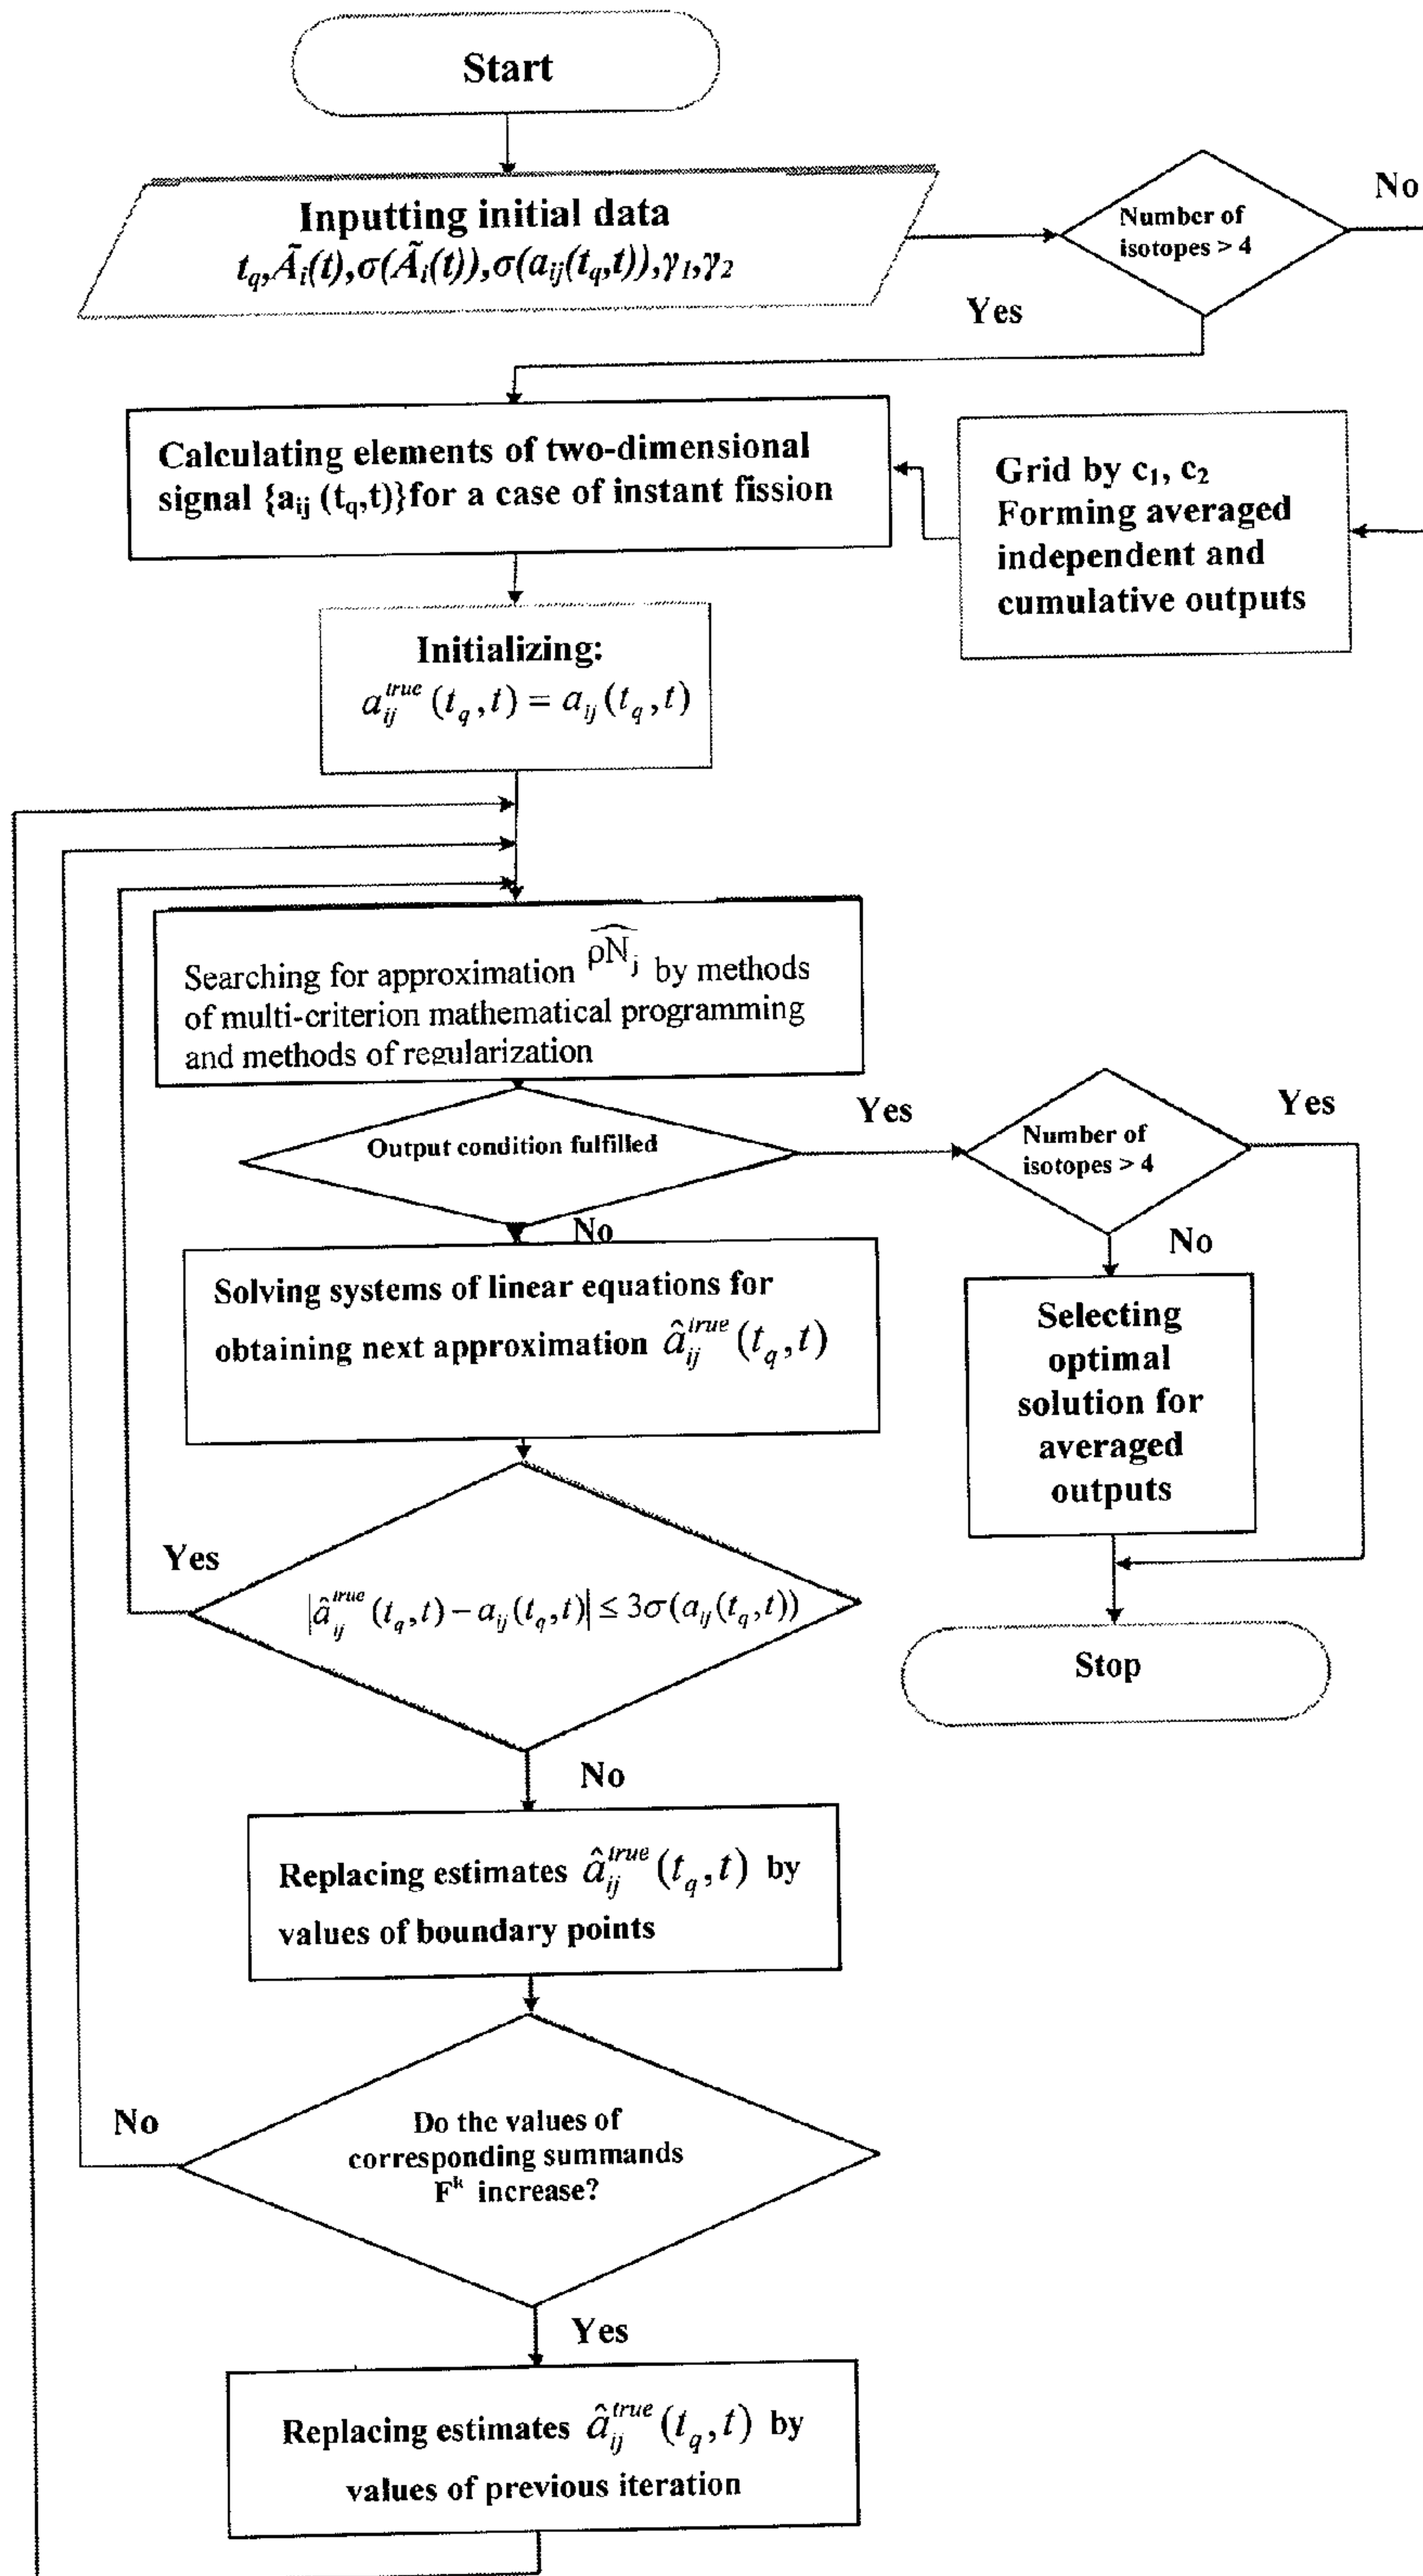 Start
Inputting initial data
t_q,Ã_i(t),σ(Ã_i(t)),σ(a_ij(t_q,t)),γ_1,γ_2
Number of
isotopes > 4
No
Yes
Calculating elements of two-dimensional
signal {a_ij (t_q,t)}for a case of instant fission
Grid by c_1, c_2
Forming averaged
independent and
cumulative outputs
Initializing:
a_ij^true (t_q,t) = a_ij (t_q,t)
Searching for approximation \widehat{ρN_j} by methods
of multi-criterion mathematical programming
and methods of regularization
Output condition fulfilled
Yes
Number of
isotopes > 4
Yes
No
No
Solving systems of linear equations for
obtaining next approximation â_ij^true (t_q,t)
Selecting
optimal
solution for
averaged
outputs
Yes
|â_ij^true (t_q,t) – a_ij (t_q,t)| ≤ 3σ(a_ij (t_q,t))
Stop
No
Replacing estimates â_ij^true (t_q,t) by
values of boundary points
No
Do the values of
corresponding summands
F^k increase?
Yes
Replacing estimates â_ij^true (t_q,t) by
values of previous iteration